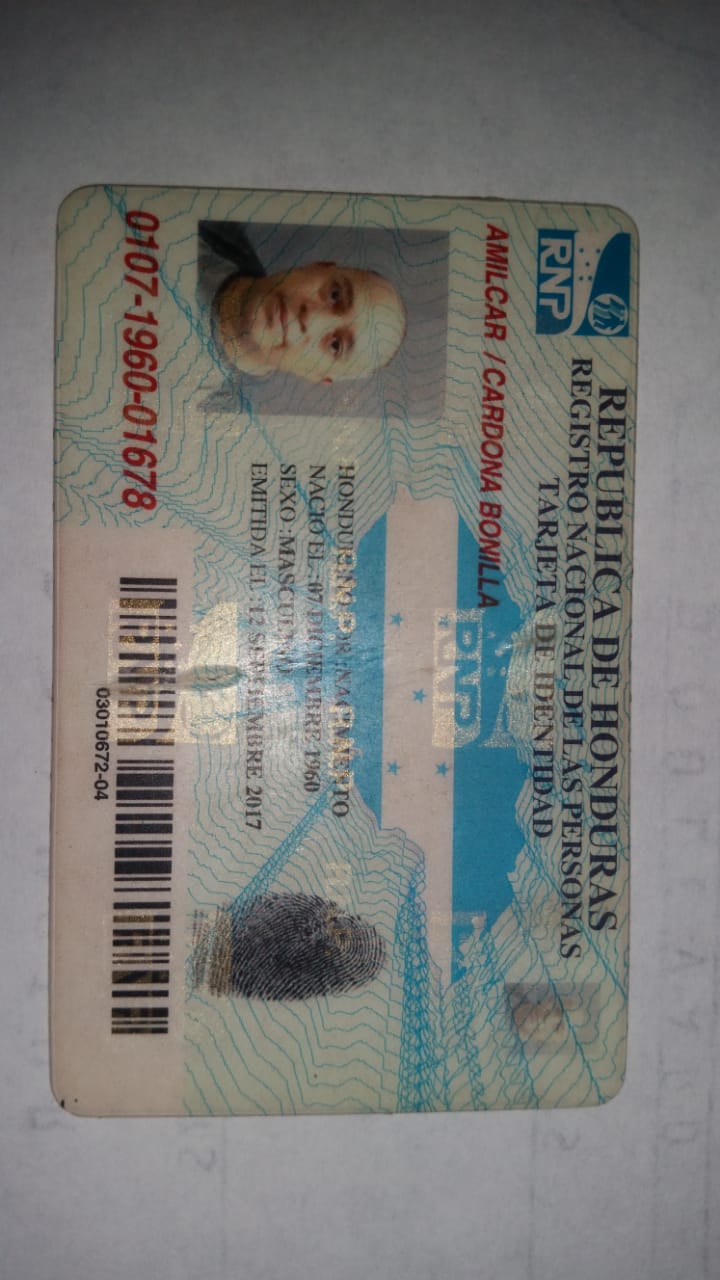 RNP
REPUBLICA DE HONDURAS
REGISTRO NACIONAL DE LAS PERSONAS
TARJETA DE IDENTIDAD
AMILCAR / CARDONA BONILLA
HONDUREÑO POR :NACIMIENTO
NACIO EL :07 DICIEMBRE 1960
SEXO :MASCULINO
EMITIDA EL :12 SEPTIEMBRE 2017
0107-1960-01678
03010672-04
RNP